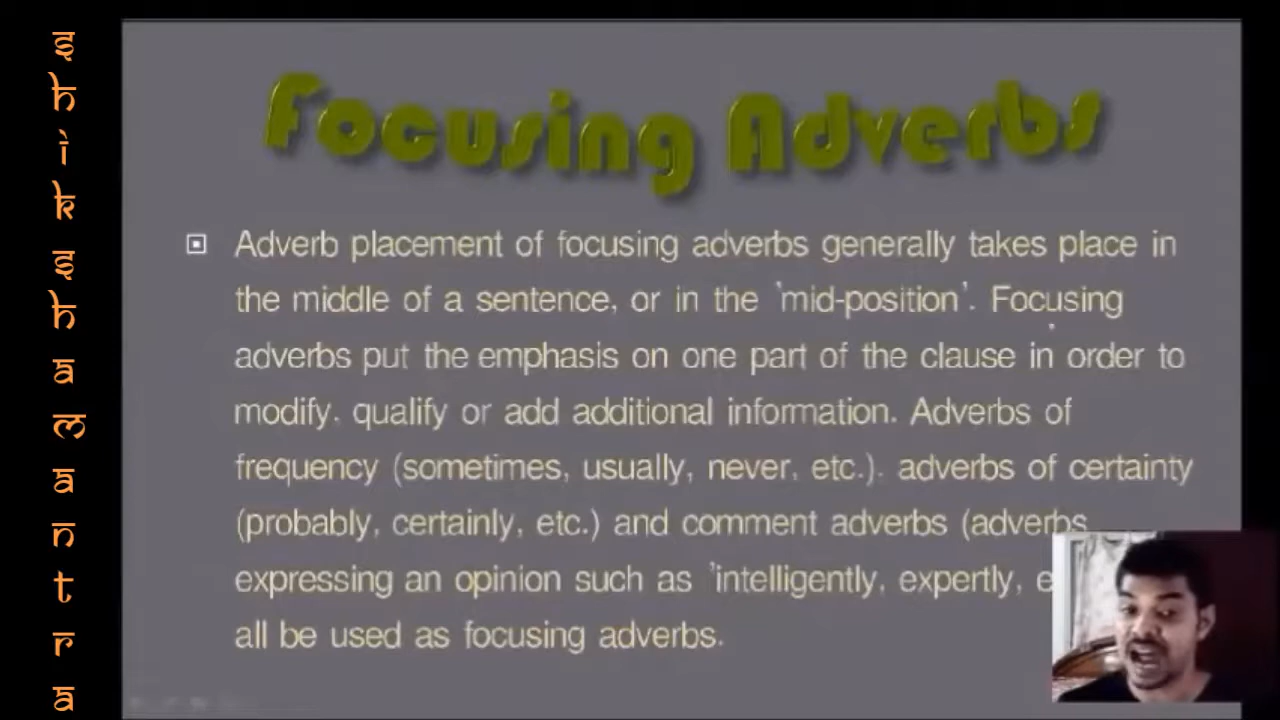 Focusing Adverbs
Adverb placement of focusing adverbs generally takes place in
the middle of a sentence, or in the 'mid-position'. Focusing
adverbs put the emphasis on one part of the clause in order to
modify, qualify or add additional information. Adverbs of
frequency (sometimes, usually, never, etc.), adverbs of certainty
(probably, certainly, etc.) and comment adverbs (adverbs
expressing an opinion such as 'intelligently, expertly,
all be used as focusing adverbs.